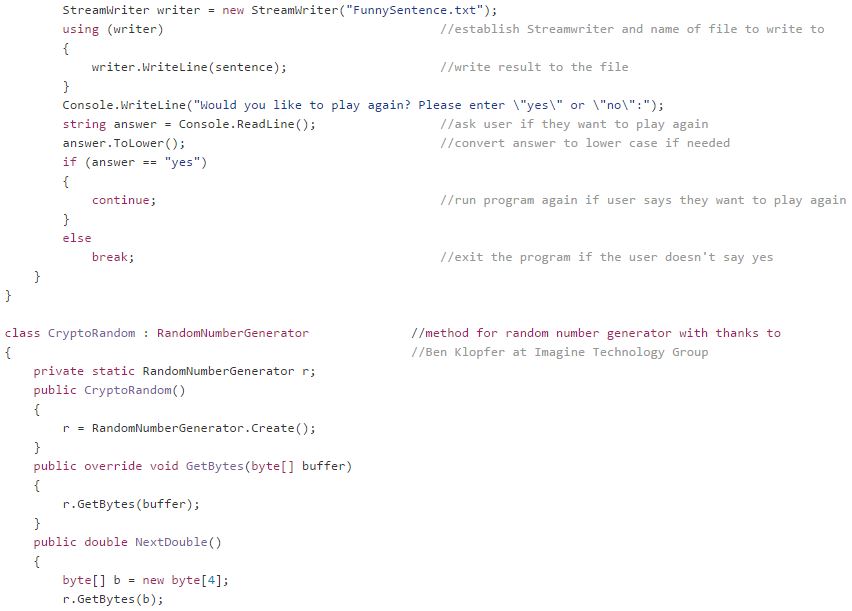 StreamWriter writer = new StreamWriter("FunnySentence.txt");
using (writer) //establish Streamwriter and name of file to write to
{
writer.WriteLine(sentence); //write result to the file
}
Console.WriteLine("Would you like to play again? Please enter \"yes\" or \"no\":");
string answer = Console.ReadLine(); //ask user if they want to play again
answer.ToLower(); //convert answer to lower case if needed
if (answer == "yes")
{
continue; //run program again if user says they want to play again
}
else
break; //exit the program if the user doesn't say yes
}
}
class CryptoRandom : RandomNumberGenerator //method for random number generator with thanks to
{ //Ben Klopfer at Imagine Technology Group
private static RandomNumberGenerator r;
public CryptoRandom()
{
r = RandomNumberGenerator.Create();
}
public override void GetBytes(byte[] buffer)
{
r.GetBytes(buffer);
}
public double NextDouble()
{
byte[] b = new byte[4];
r.GetBytes(b);